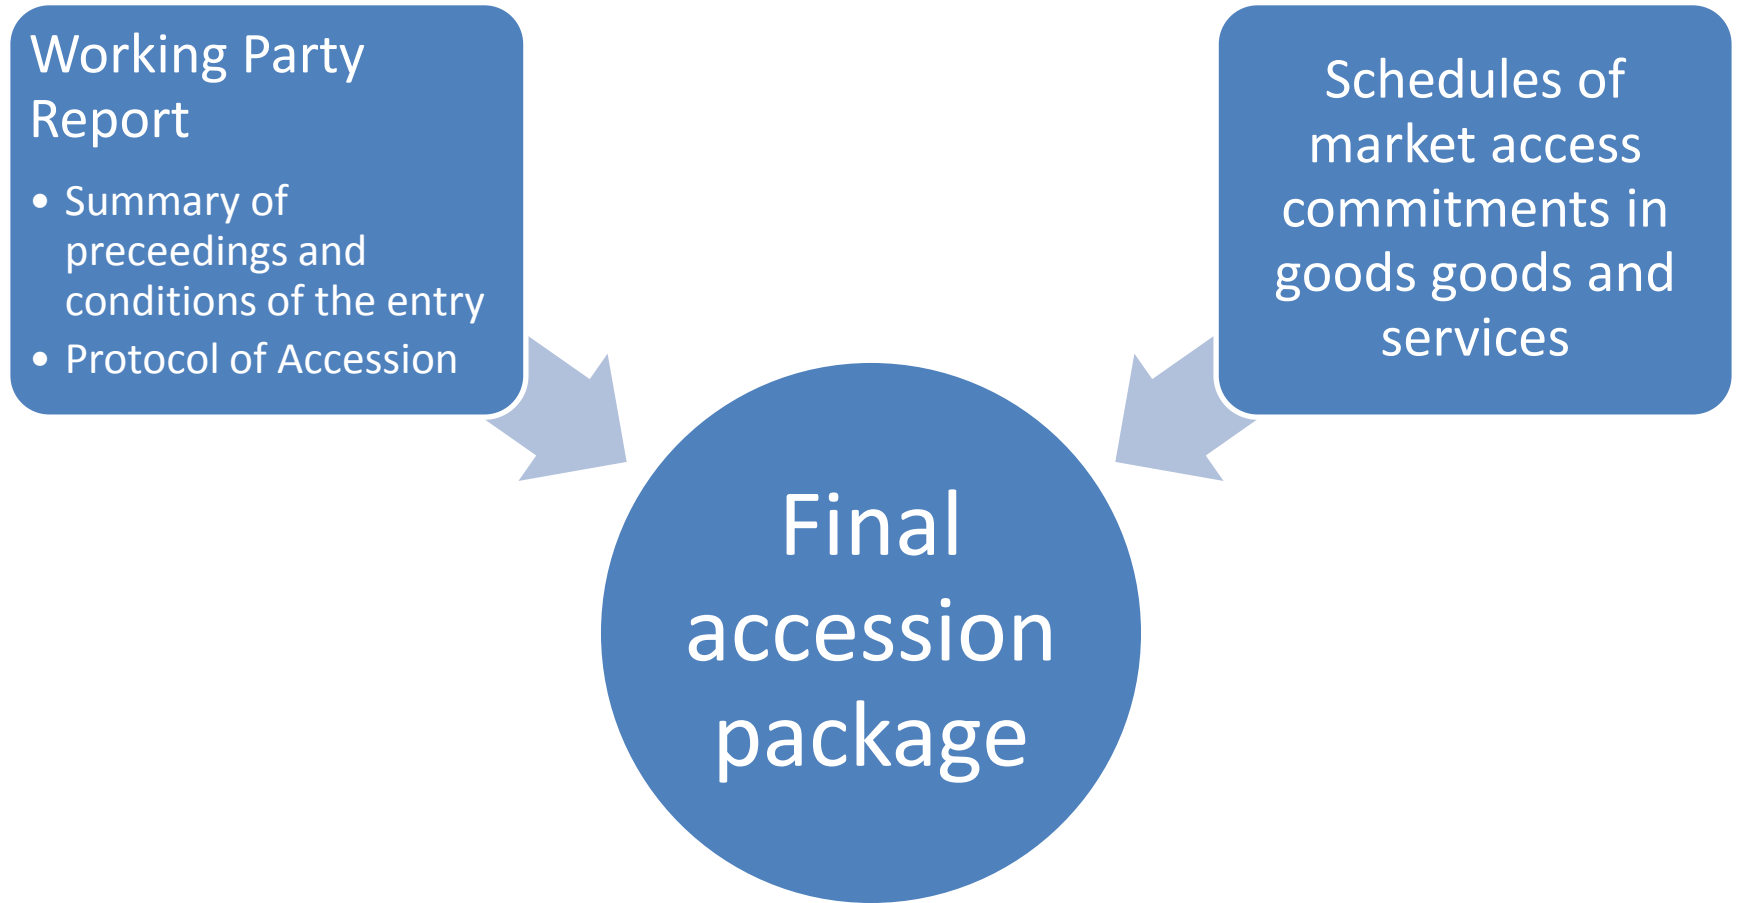 Working Party
Report
• Summary of
preceedings and
conditions of the entry
• Protocol of Accession
Schedules of
market access
commitments in
goods goods and
services
Final
accession
package